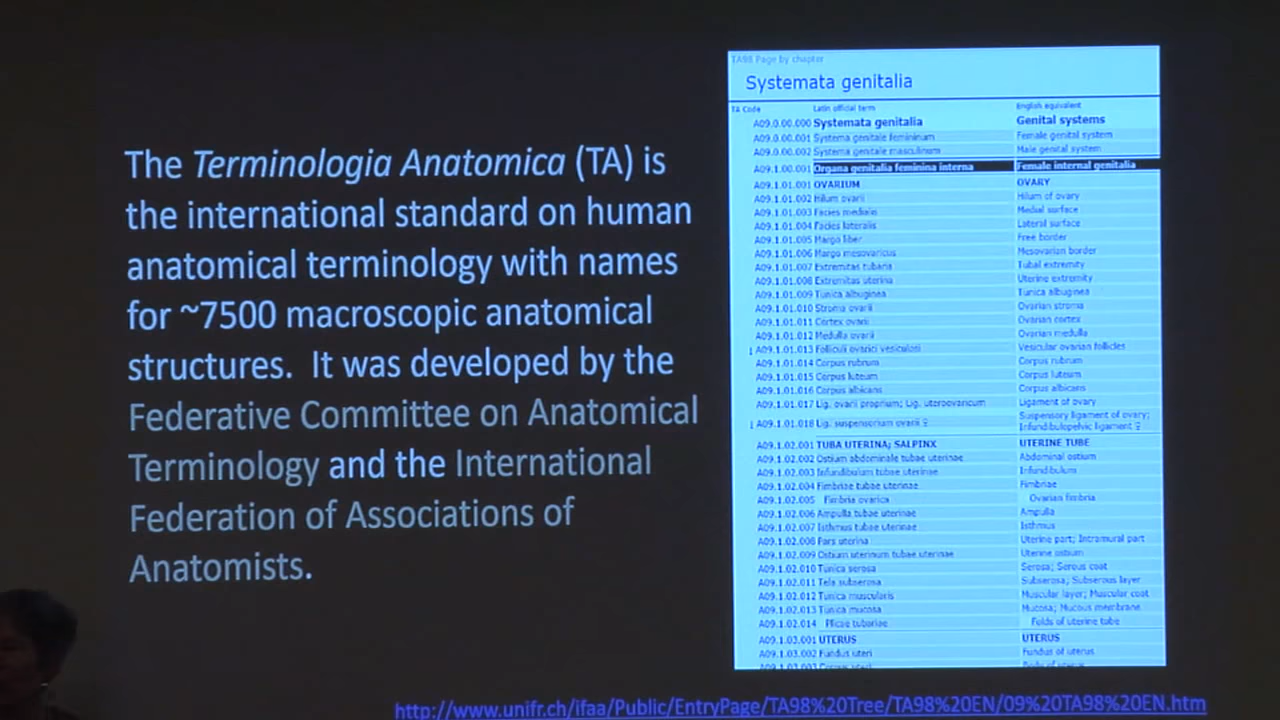 The Terminologia Anatomica (TA) is
the international standard on human
anatomical terminology with names
for ~7500 macroscopic anatomical
structures.  It was developed by the
Federative Committee on Anatomical
Terminology and the International
Federation of Associations of
Anatomists.
TA98 Page by chapter
Systemata genitalia
TA Code Latin official term English equivalent
A09.0.00.000 Systemata genitalia Genital systems
A09.0.00.001 Systema genitale femininum Female genital system
A09.0.00.002 Systema genitale masculinum Male genital system
A09.1.00.001 Organa genitalia feminina interna Female internal genitalia
A09.1.01.001 OVARIUM OVARY
A09.1.01.002 Hilum ovarii Hilum of ovary
A09.1.01.003 Facies medialis Medial surface
A09.1.01.004 Facies lateralis Lateral surface
A09.1.01.005 Margo liber Free border
A09.1.01.006 Margo mesovaricus Mesovarian border
A09.1.01.007 Extremitas tubaria Tubal extremity
A09.1.01.008 Extremitas uterina Uterine extremity
A09.1.01.009 Tunica albuginea Tunica albuginea
A09.1.01.010 Stroma ovarii Ovarian stroma
A09.1.01.011 Cortex ovarii Ovarian cortex
A09.1.01.012 Medulla ovarii Ovarian medulla
A09.1.01.013 Folliculi ovarici vesiculosi Vesicular ovarian follicles
A09.1.01.014 Corpus rubrum Corpus rubrum
A09.1.01.015 Corpus luteum Corpus luteum
A09.1.01.016 Corpus albicans Corpus albicans
A09.1.01.017 Lig. ovarii proprium; Lig. uteroovaricum Ligament of ovary
A09.1.01.018 Lig. suspensorium ovarii ♀ Suspensory ligament of ovary;
Infundibulopelvic ligament ♀
A09.1.02.001 TUBA UTERINA; SALPINX UTERINE TUBE
A09.1.02.002 Ostium abdominale tubae uterinae Abdominal ostium
A09.1.02.003 Infundibulum tubae uterinae Infundibulum
A09.1.02.004 Fimbriae tubae uterinae Fimbriae
A09.1.02.005 Fimbria ovarica Ovarian fimbria
A09.1.02.006 Ampulla tubae uterinae Ampulla
A09.1.02.007 Isthmus tubae uterinae Isthmus
A09.1.02.008 Pars uterina Uterine part; Intramural part
A09.1.02.009 Ostium uterinum tubae uterinae Uterine ostium
A09.1.02.010 Tunica serosa Serosa; Serous coat
A09.1.02.011 Tela subserosa Subserosa; Subserous layer
A09.1.02.012 Tunica muscularis Muscular layer; Muscular coat
A09.1.02.013 Tunica mucosa Mucosa; Mucous membrane
A09.1.02.014 Plicae tubariae Folds of uterine tube
A09.1.03.001 UTERUS UTERUS
A09.1.03.002 Fundus uteri Fundus of uterus
A09.1.03.003 Corpus uteri Body of uterus
http://www.unifr.ch/ifaa/Public/EntryPage/TA98%20Tree/TA98%20EN/09%20TA98%20EN.htm